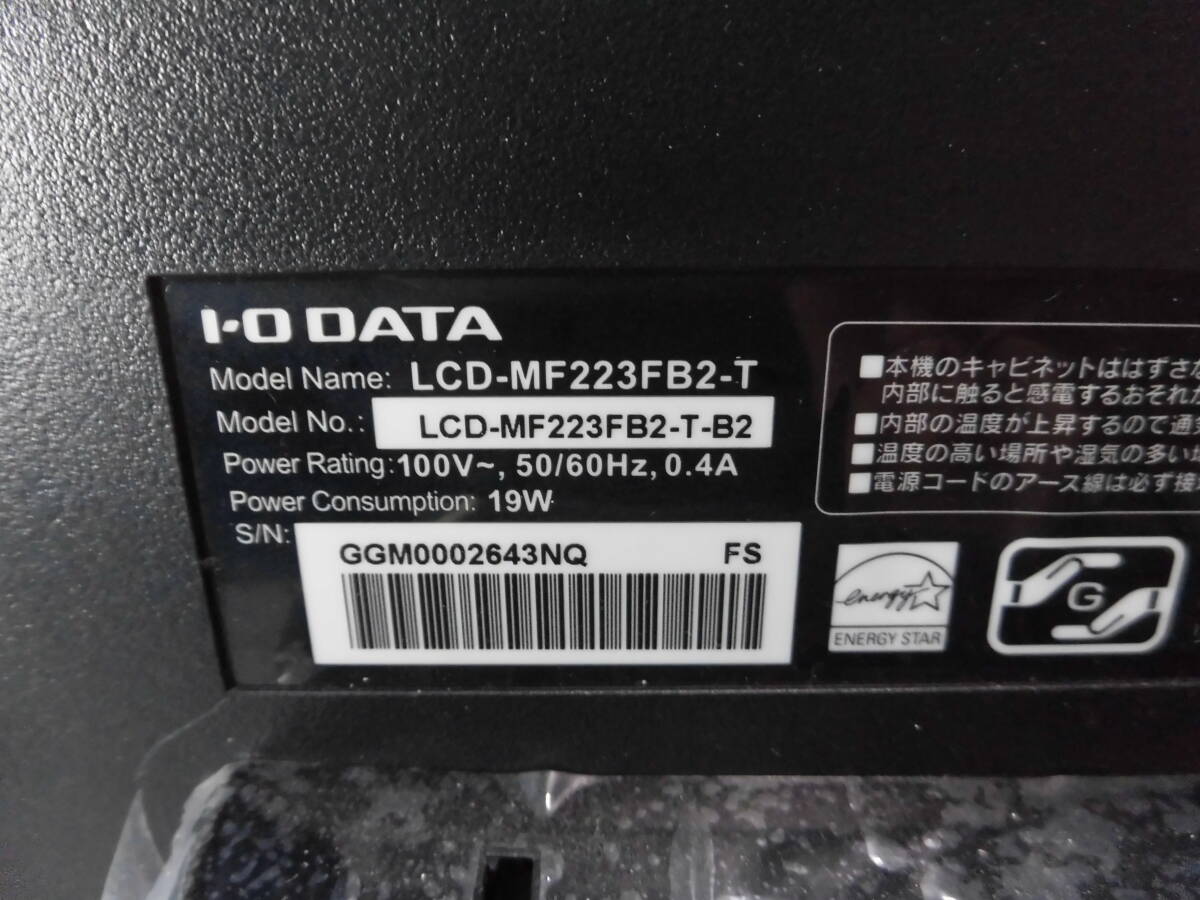 I-O DATA
Model Name: LCD-MF223FB2-T
Model No.: LCD-MF223FB2-T-B2
Power Rating: 100V~, 50/60Hz, 0.4A
Power Consumption: 19W
S/N:
GGM0002643NQ FS
■本機のキャビネットははずさな
内部に触ると感電するおそれ
■内部の温度が上昇するので通
■温度の高い場所や湿気の多い
■電源コードのアース線は必ず接
energy
ENERGY STAR
G